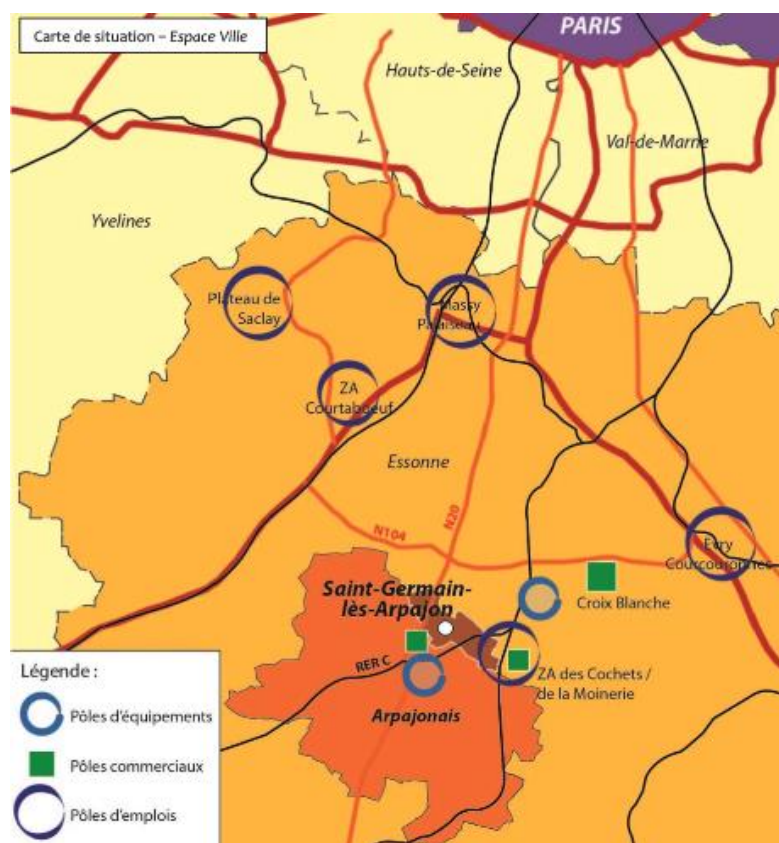 Carte de situation – Espace Ville
PARIS
Hauts-de-Seine
Val-de-Marne
Yvelines
Plateau de
Saclay
Massy
Palaiseau
ZA
Courtaboeuf
Essonne
N20
N104
Evry
Courcouronnes
Saint-Germain-
lès-Arpajon
Croix Blanche
RER C
ZA des Cochets /
de la Moinerie
Arpajonais
Légende :
Pôles d'équipements
Pôles commerciaux
Pôles d'emplois